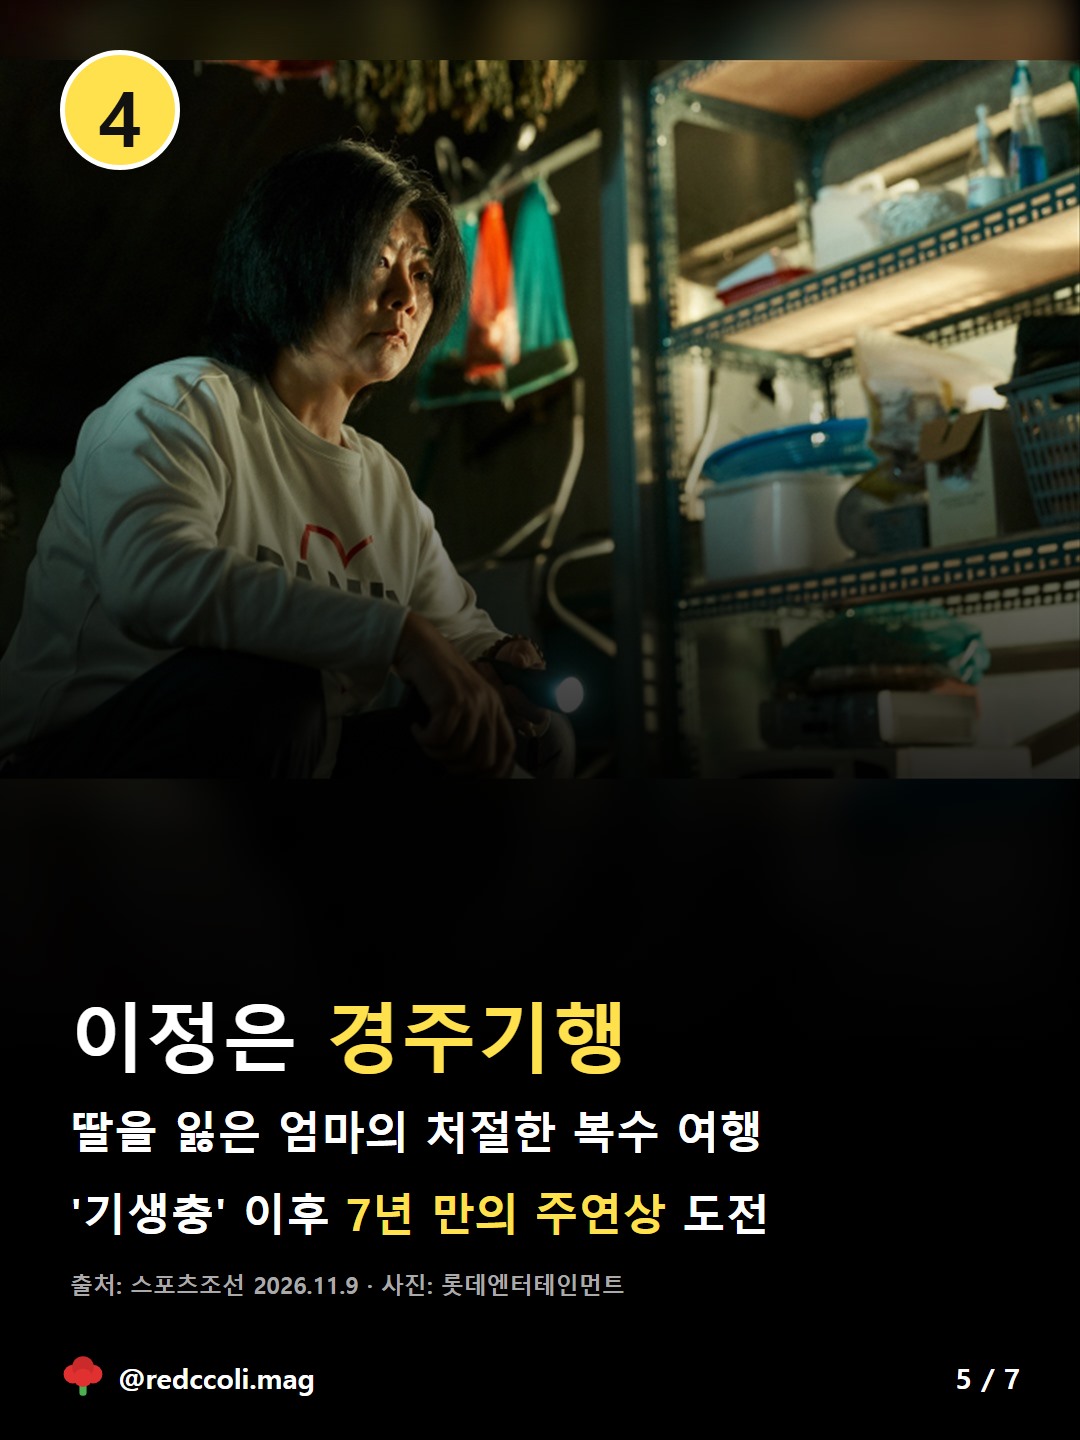 4
이정은 경주기행
딸을 잃은 엄마의 처절한 복수 여행
'기생충' 이후 7년 만의 주연상 도전
출처: 스포츠조선 2026.11.9 · 사진: 롯데엔터테인먼트
@redccoli.mag
5 / 7